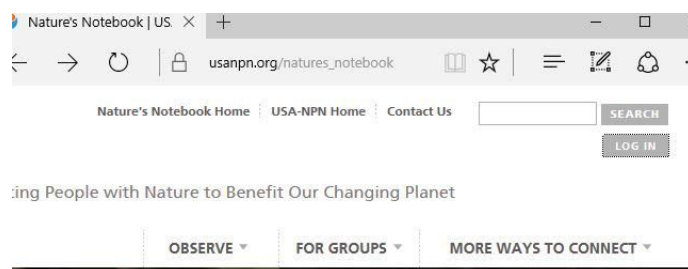 Nature's Notebook | US
usanpn.org/natures_notebook
Nature's Notebook Home USA-NPN Home Contact Us SEARCH
LOG IN
ting People with Nature to Benefit Our Changing Planet
OBSERVE FOR GROUPS MORE WAYS TO CONNECT